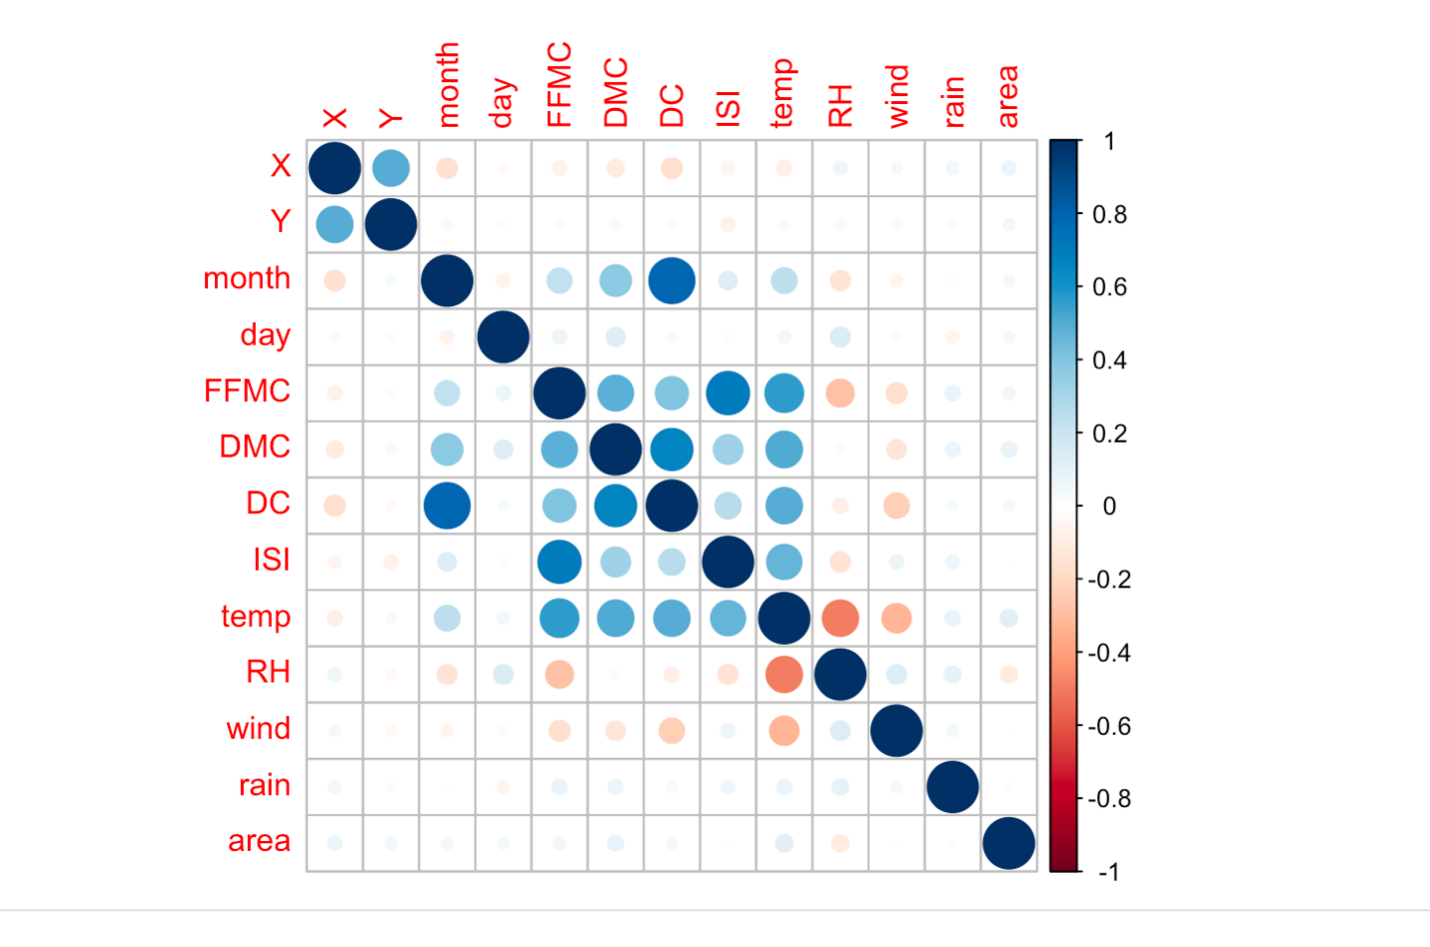 X Y month day FFMC DMC DC ISI temp RH wind rain area
X
Y
month
day
FFMC
DMC
DC
ISI
temp
RH
wind
rain
area
1
0.8
0.6
0.4
0.2
0
-0.2
-0.4
-0.6
-0.8
-1